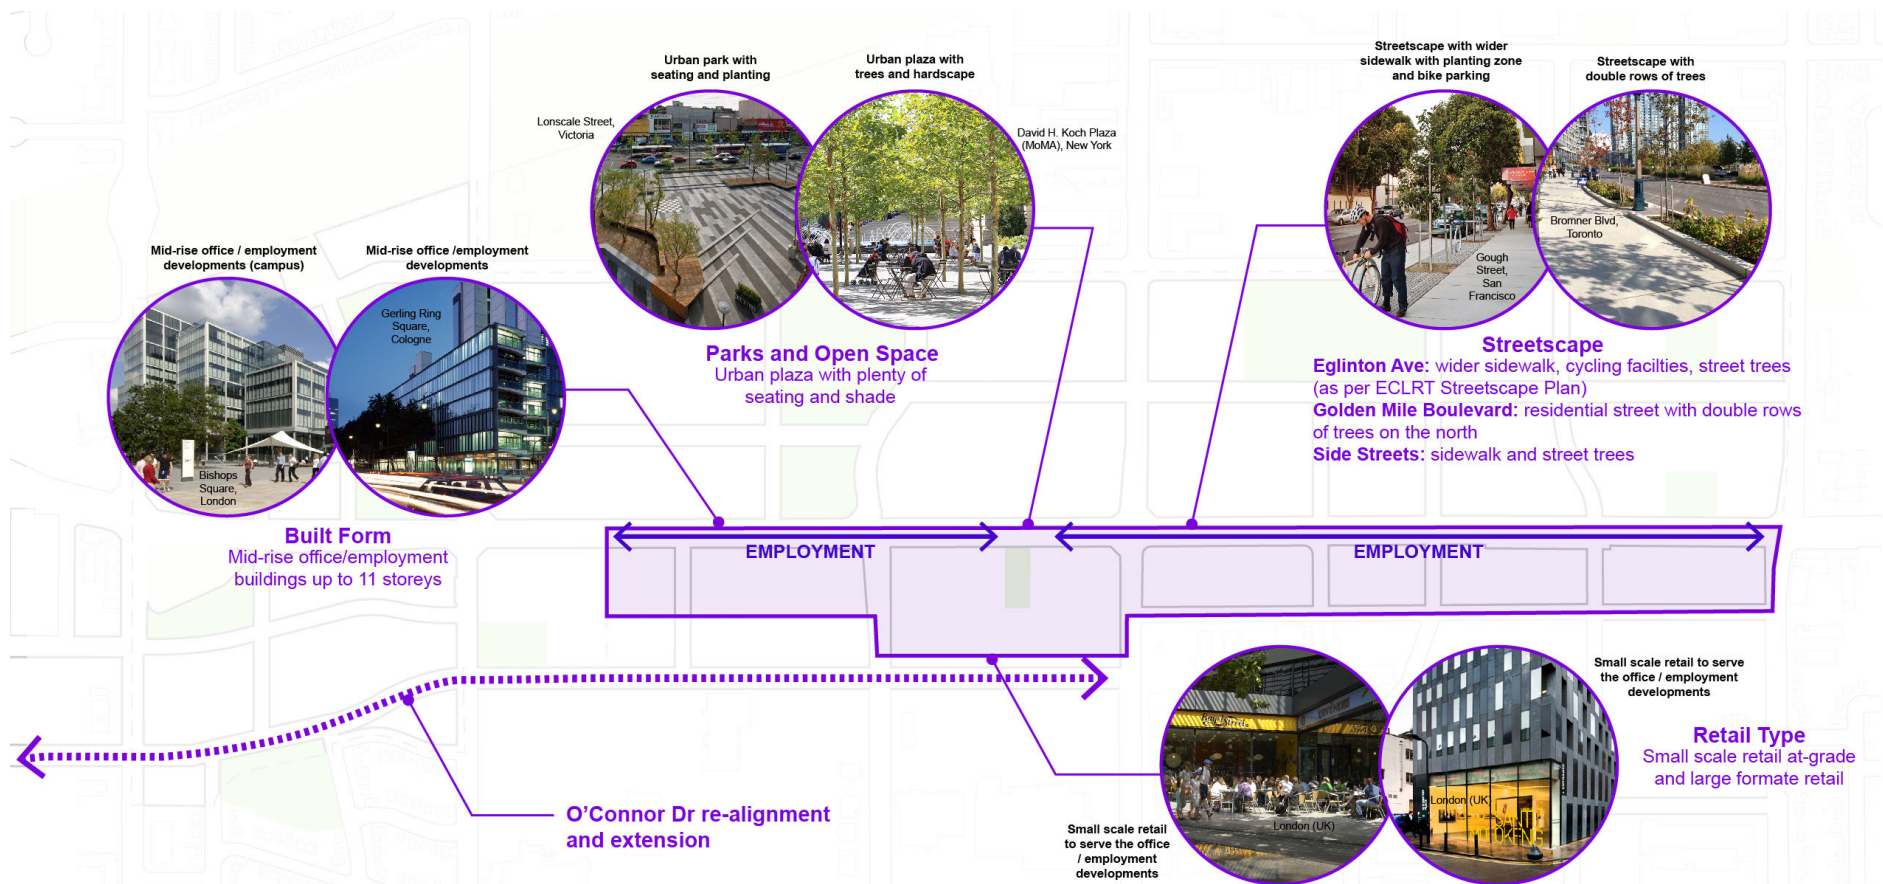 Urban park with
seating and planting
Urban plaza with
trees and hardscape
Streetscape with wider
sidewalk with planting zone
and bike parking
Streetscape with
double rows of trees
Lonscale Street,
Victoria
David H. Koch Plaza
(MoMA), New York
Gough
Street,
San
Francisco
Bromner Blvd,
Toronto
Mid-rise office / employment
developments (campus)
Mid-rise office /employment
developments
Gerling Ring
Square,
Cologne
Bishops
Square,
London
Parks and Open Space
Urban plaza with plenty of
seating and shade
Streetscape
Eglinton Ave: wider sidewalk, cycling facilties, street trees
(as per ECLRT Streetscape Plan)
Golden Mile Boulevard: residential street with double rows
of trees on the north
Side Streets: sidewalk and street trees
Built Form
Mid-rise office/employment
buildings up to 11 storeys
EMPLOYMENT
EMPLOYMENT
O'Connor Dr re-alignment
and extension
Small scale retail
to serve the office
/ employment
developments
London (UK)
London (UK)
Small scale retail to serve
the office / employment
developments
Retail Type
Small scale retail at-grade
and large formate retail